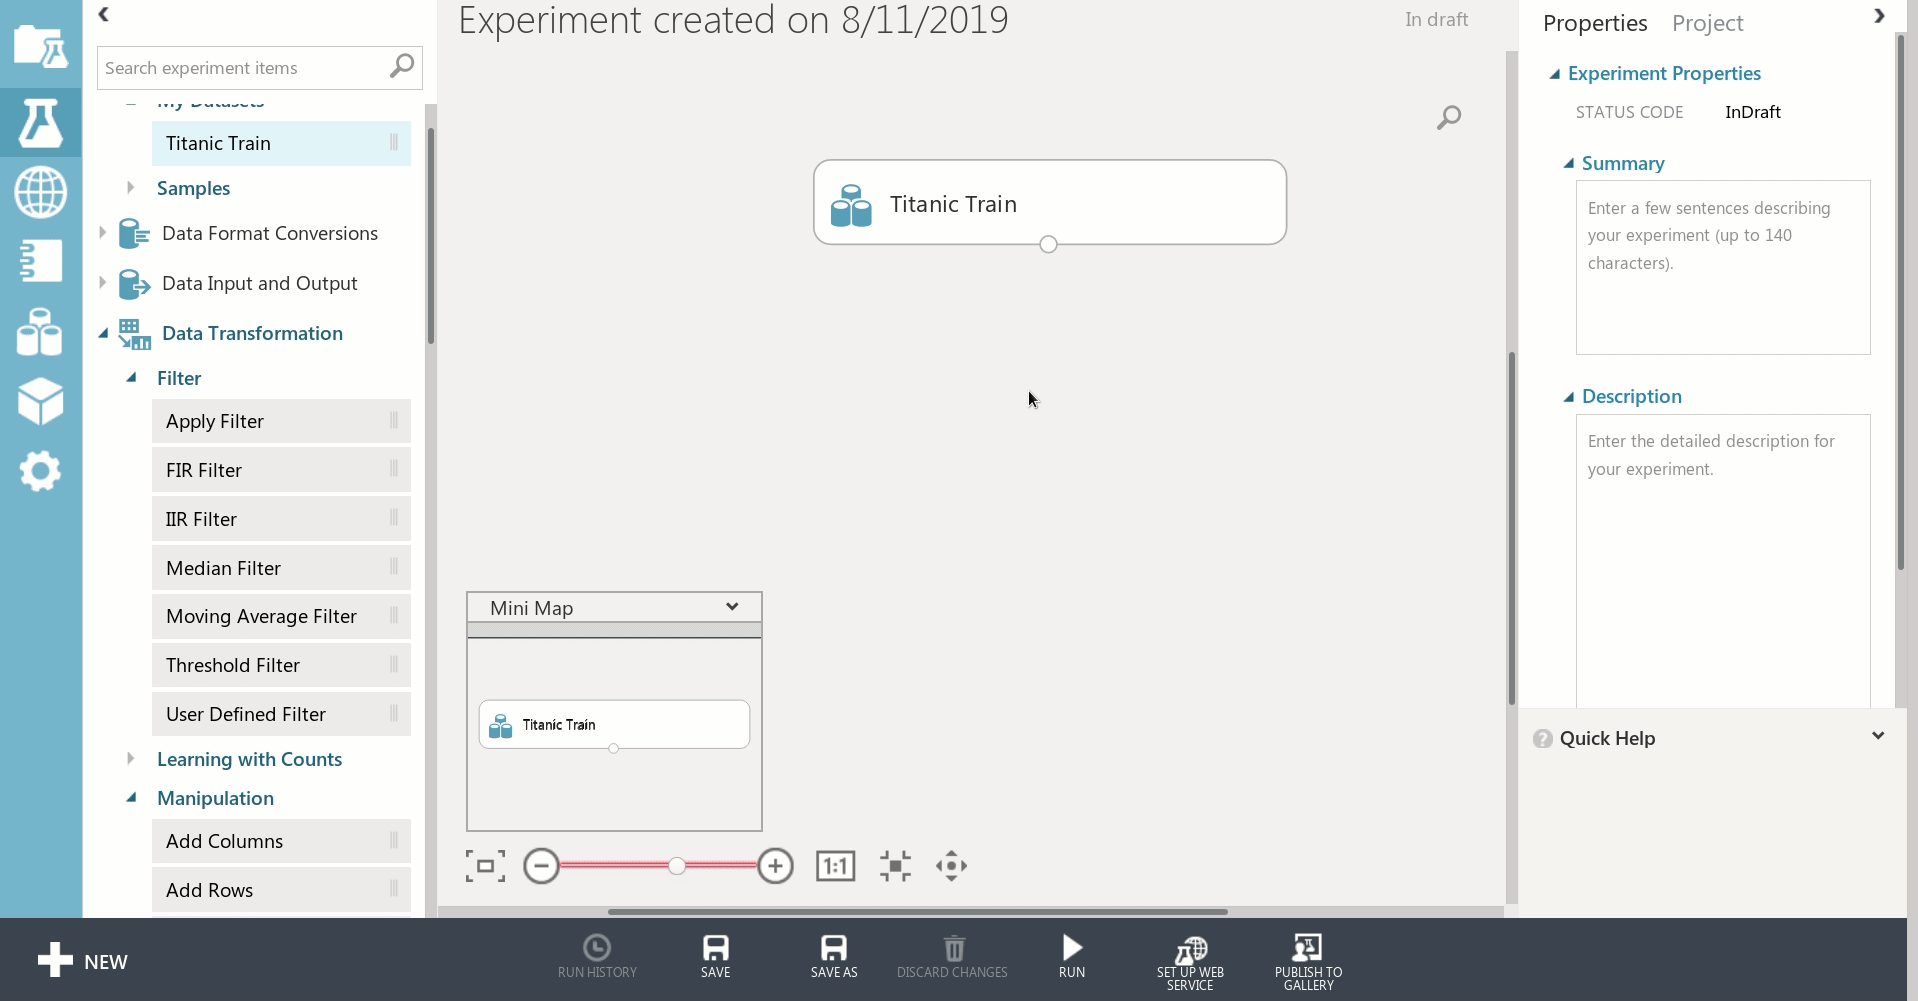 Experiment created on 8/11/2019
In draft
Search experiment items
My Datasets
Titanic Train
Samples
Data Format Conversions
Data Input and Output
Data Transformation
Filter
Apply Filter
FIR Filter
IIR Filter
Median Filter
Moving Average Filter
Threshold Filter
User Defined Filter
Learning with Counts
Manipulation
Add Columns
Add Rows
Titanic Train
Mini Map
Titanic Train
1:1
Properties
Project
Experiment Properties
STATUS CODE InDraft
Summary
Enter a few sentences describing
your experiment (up to 140
characters).
Description
Enter the detailed description for
your experiment.
? Quick Help
NEW
RUN HISTORY
SAVE
SAVE AS
DISCARD CHANGES
RUN
SET UP WEB
SERVICE
PUBLISH TO
GALLERY